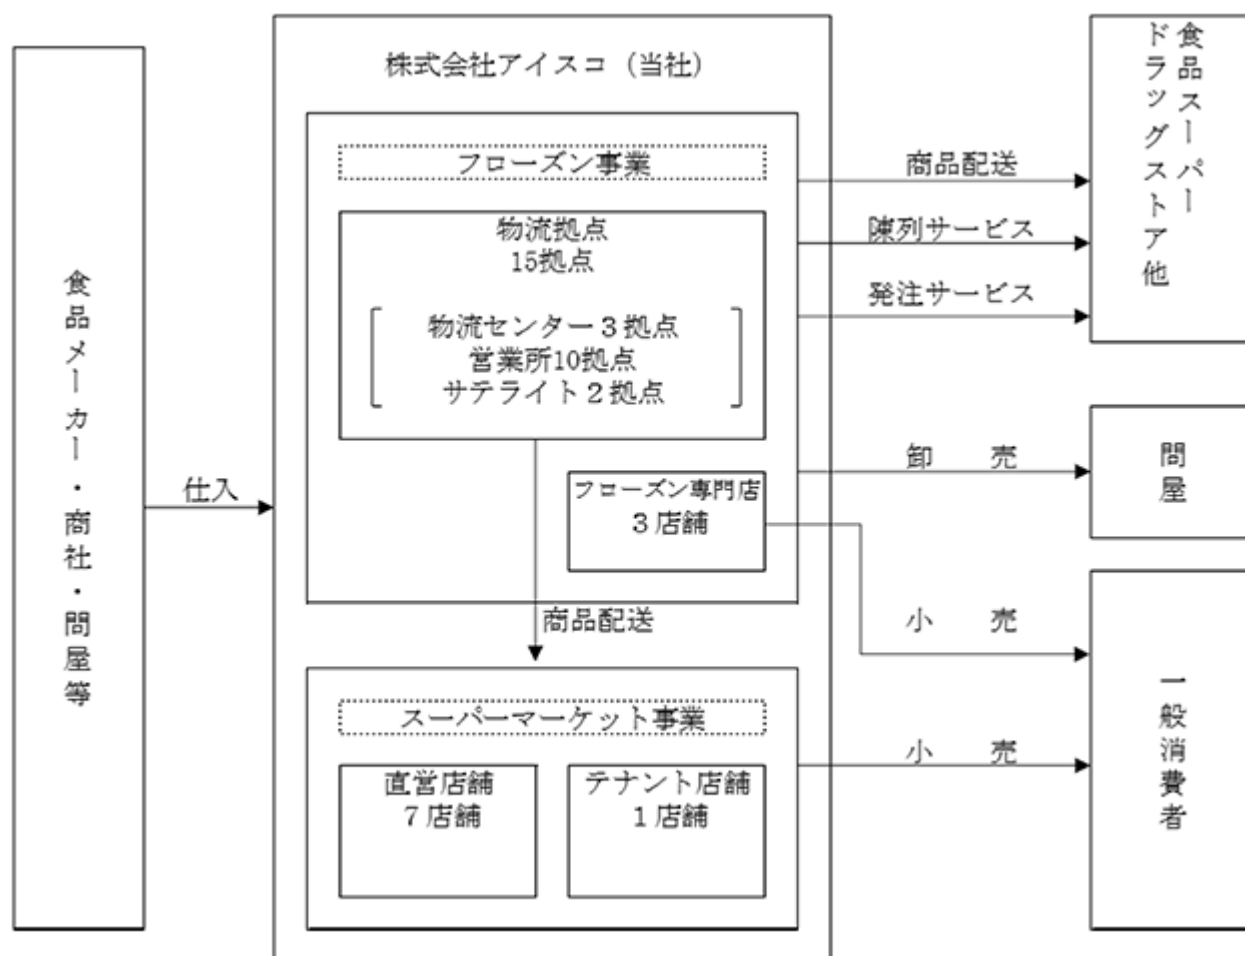 食品メーカー・商社・問屋等
仕入
株式会社アイスコ（当社）
フローズン事業
物流拠点
15拠点
物流センター３拠点
営業所10拠点
サテライト２拠点
フローズン専門店
３店舗
商品配送
スーパーマーケット事業
直営店舗
７店舗
テナント店舗
１店舗
商品配送
陳列サービス
発注サービス
卸　売
小　売
小　売
食品スーパー
ドラッグストア他
問屋
一般消費者